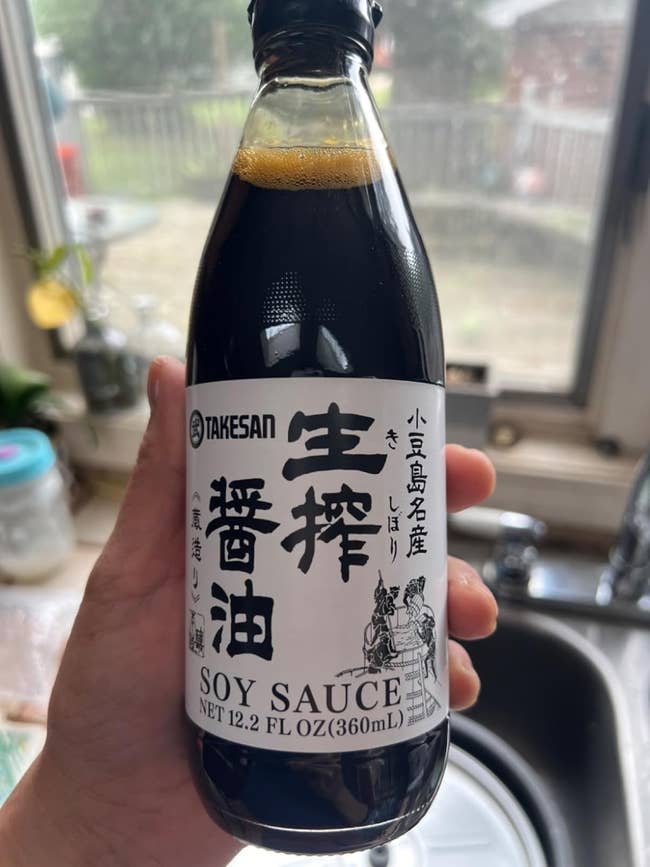 小豆島名産
き しぼり
生搾
醤油
《蔵造り》
武 TAKESAN
SOY SAUCE
NET 12.2 FL OZ(360mL)